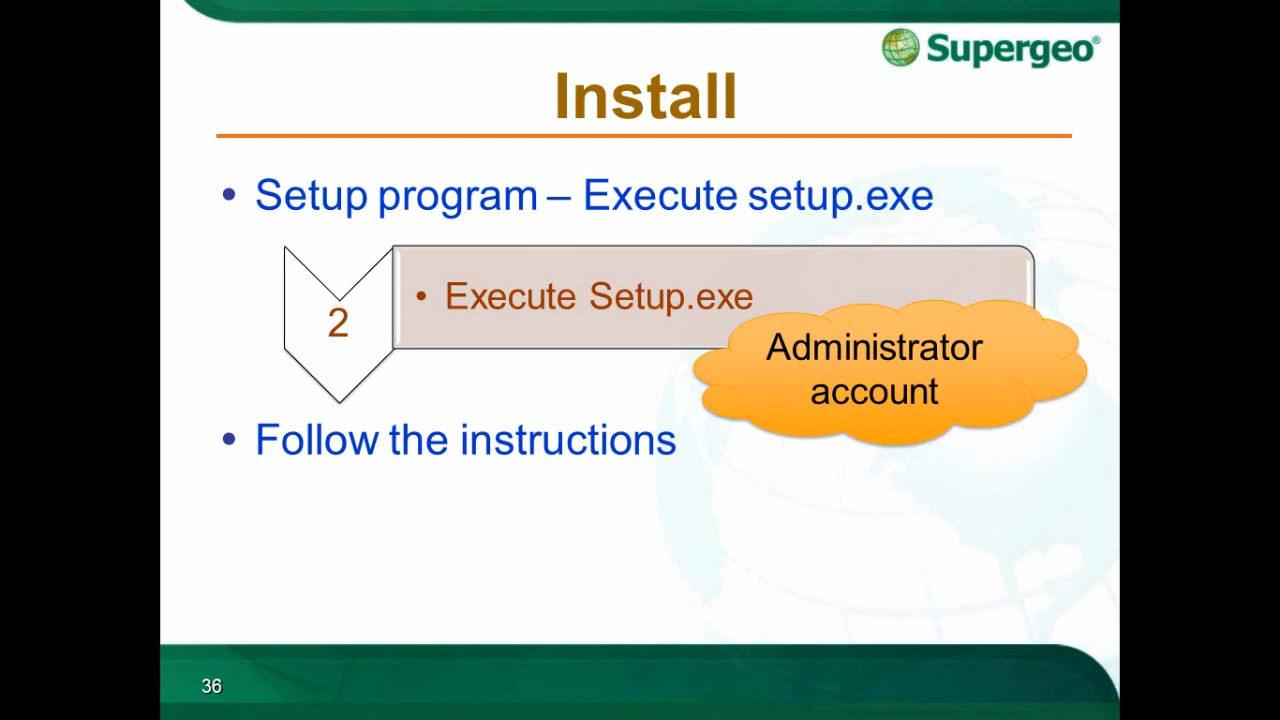 Supergeo®
Install
• Setup program – Execute setup.exe
2
• Execute Setup.exe
Administrator
account
• Follow the instructions
36